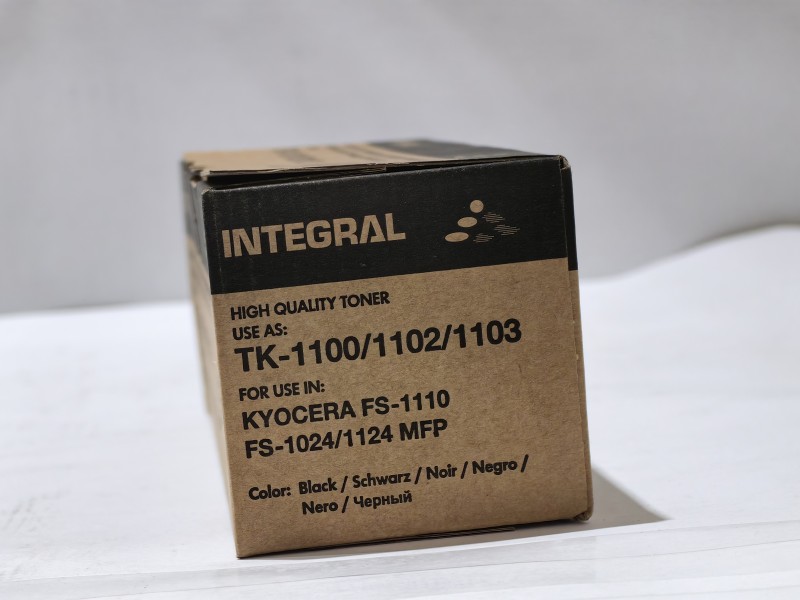 INTEGRAL
HIGH QUALITY TONER
USE AS:
TK-1100/1102/1103
FOR USE IN:
KYOCERA FS-1110
FS-1024/1124 MFP
Color: Black / Schwarz / Noir / Negro /
Nero / Черный